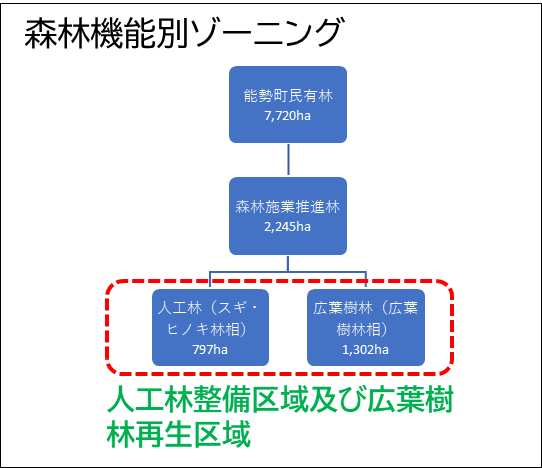 森林機能別ゾーニング
能勢町民有林
7,720ha
森林施業推進林
2,245ha
人工林（スギ・
ヒノキ林相）
797ha
広葉樹林（広葉
樹林相）
1,302ha
人工林整備区域及び広葉樹
林再生区域